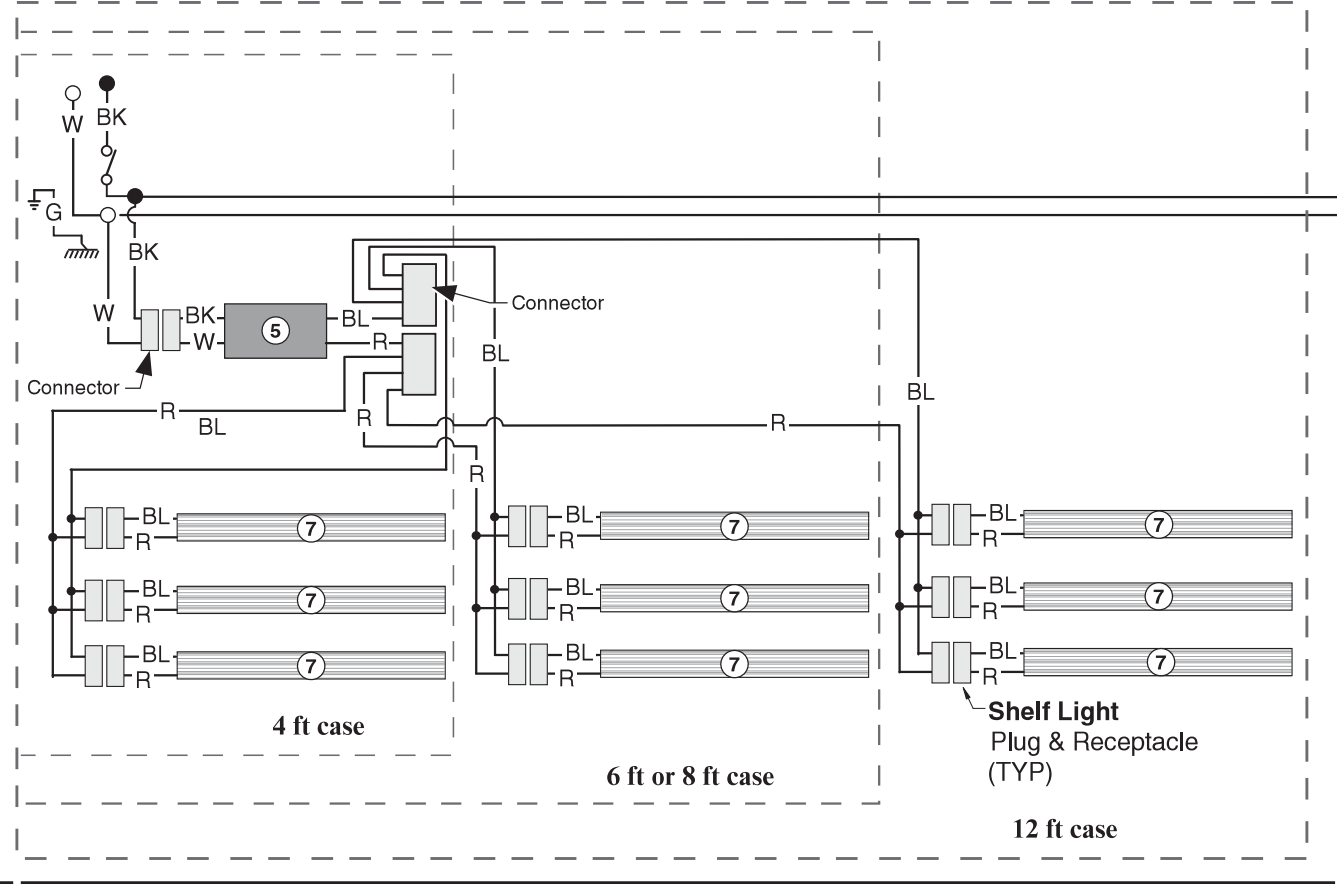 W
BK
G
BK
W
BK
W
5
BL
R
Connector
Connector
R
BL
R
BL
BL
R
R
BL
R
7
BL
R
7
BL
R
7
BL
R
7
BL
R
7
BL
R
7
BL
R
7
BL
R
7
BL
R
7
4 ft case
6 ft or 8 ft case
Shelf Light
Plug & Receptacle
(TYP)
12 ft case